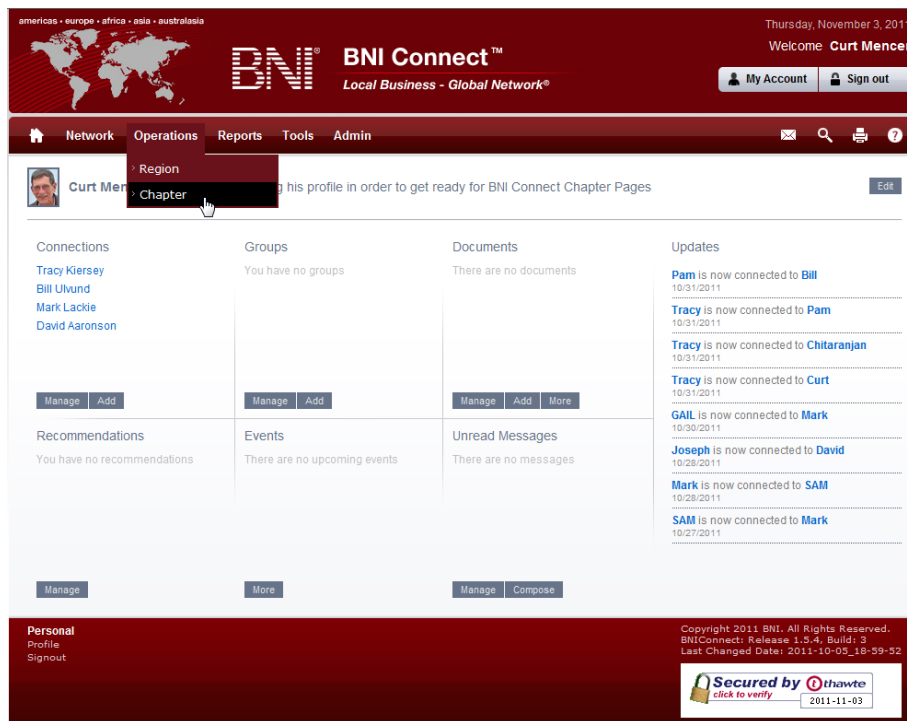 americas • europe • africa • asia • australasia
Thursday, November 3, 2011
Welcome Curt Mencer
BNI®
BNI Connect™
Local Business - Global Network®
My Account
Sign out
Network
Operations
Reports
Tools
Admin
Region
Chapter
Curt
his profile in order to get ready for BNI Connect Chapter Pages
Edit
Connections
Tracy Kiersey
Bill Ulvund
Mark Lackie
David Aaronson
Manage
Add
Groups
You have no groups
Manage
Add
Documents
There are no documents
Manage
Add
More
Updates
Pam is now connected to Bill
10/31/2011
Tracy is now connected to Pam
10/31/2011
Tracy is now connected to Chitaranjan
10/31/2011
Tracy is now connected to Curt
10/31/2011
GAIL is now connected to Mark
10/30/2011
Joseph is now connected to David
10/28/2011
Mark is now connected to SAM
10/28/2011
SAM is now connected to Mark
10/27/2011
Recommendations
You have no recommendations
Manage
Events
There are no upcoming events
More
Unread Messages
There are no messages
Manage
Compose
Personal
Profile
Signout
Copyright 2011 BNI. All Rights Reserved.
BNIConnect: Release 1.5.4, Build: 3
Last Changed Date: 2011-10-05_18-59-52
Secured by thawte
click to verify
2011-11-03